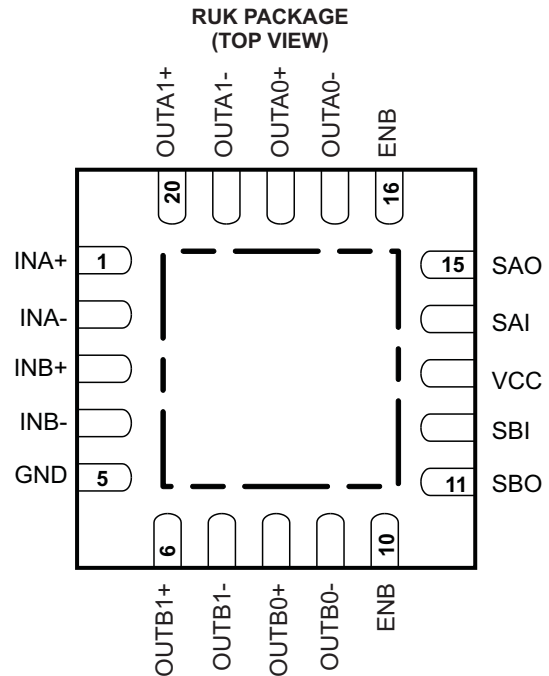 RUK PACKAGE
(TOP VIEW)
OUTA1+
OUTA1-
OUTA0+
OUTA0-
ENB
20
16
INA+
1
INA-
INB+
INB-
GND
5
15
SAO
SAI
VCC
SBI
11
SBO
6
10
OUTB1+
OUTB1-
OUTB0+
OUTB0-
ENB